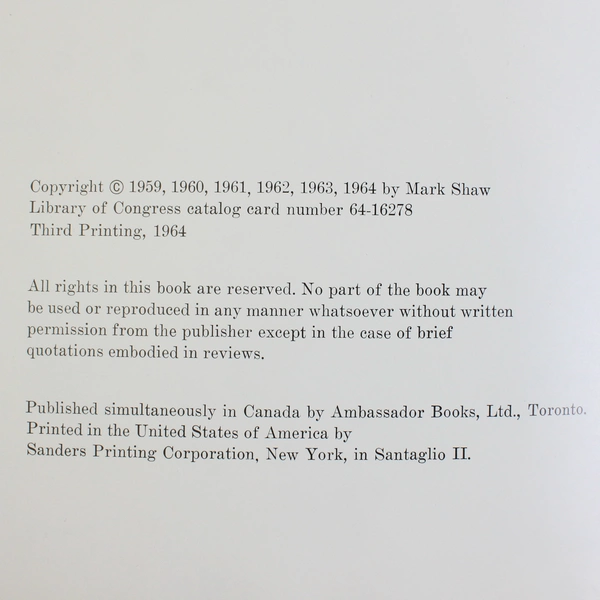 Copyright © 1959, 1960, 1961, 1962, 1963, 1964 by Mark Shaw
Library of Congress catalog card number 64-16278
Third Printing, 1964
All rights in this book are reserved. No part of the book may
be used or reproduced in any manner whatsoever without written
permission from the publisher except in the case of brief
quotations embodied in reviews.
Published simultaneously in Canada by Ambassador Books, Ltd., Toronto.
Printed in the United States of America by
Sanders Printing Corporation, New York, in Santaglio II.